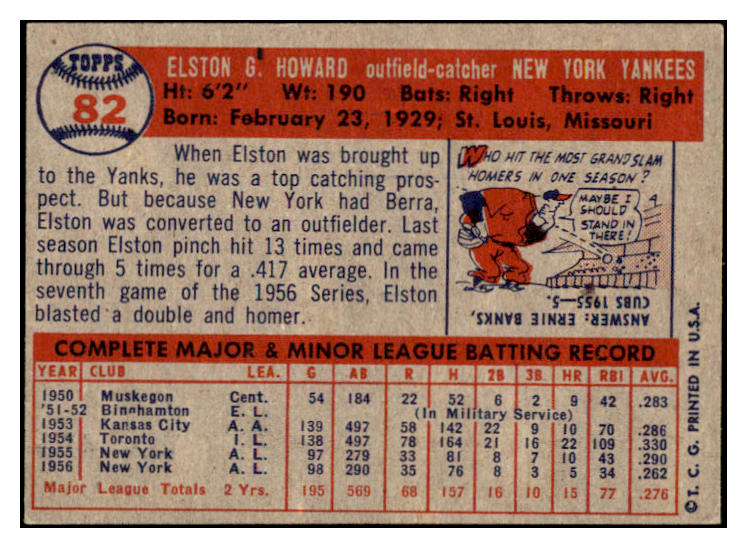 TOPPS
82
ELSTON G. HOWARD outfield-catcher NEW YORK YANKEES
Ht: 6'2" Wt: 190 Bats: Right Throws: Right
Born: February 23, 1929; St. Louis, Missouri
When Elston was brought up
to the Yanks, he was a top catching pros-
pect. But because New York had Berra,
Elston was converted to an outfielder. Last
season Elston pinch hit 13 times and came
through 5 times for a .417 average. In the
seventh game of the 1956 Series, Elston
blasted a double and homer.
WHO HIT THE MOST GRAND SLAM
HOMERS IN ONE SEASON?
MAYBE I
SHOULD
STAND IN
THERE!
ANSWER: ERNIE BANKS,
CUBS 1955—5.
COMPLETE MAJOR & MINOR LEAGUE BATTING RECORD
YEAR CLUB LEA. G AB R H 2B 3B HR RBI AVG.
1950 Muskegon Cent. 54 184 22 52 6 2 9 42 .283
'51-52 Binghamton E. L. (In Military Service)
1953 Kansas City A. A. 139 497 58 142 22 9 10 70 .286
1954 Toronto I. L. 138 497 78 164 21 16 22 109 .330
1955 New York A. L. 97 279 33 81 8 7 10 43 .290
1956 New York A. L. 98 290 35 76 8 3 5 34 .262
Major League Totals 2 Yrs. 195 569 68 157 16 10 15 77 .276
© T. C. G. PRINTED IN U.S.A.